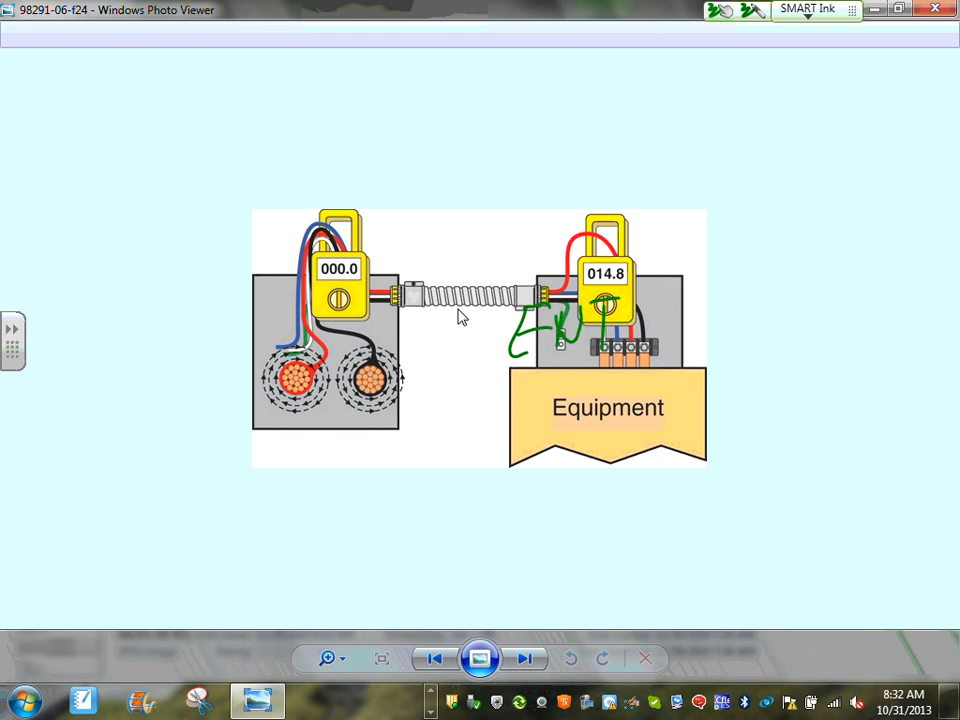 98291-06-f24 - Windows Photo Viewer
SMART Ink
000.0
014.8
ENT
Equipment
8:32 AM
10/31/2013